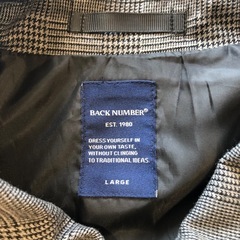 BACK NUMBER®
EST. 1980
DRESS YOURSELF IN
YOUR OWN TASTE,
WITHOUT CLINGING
TO TRADITIONAL IDEAS.
LARGE